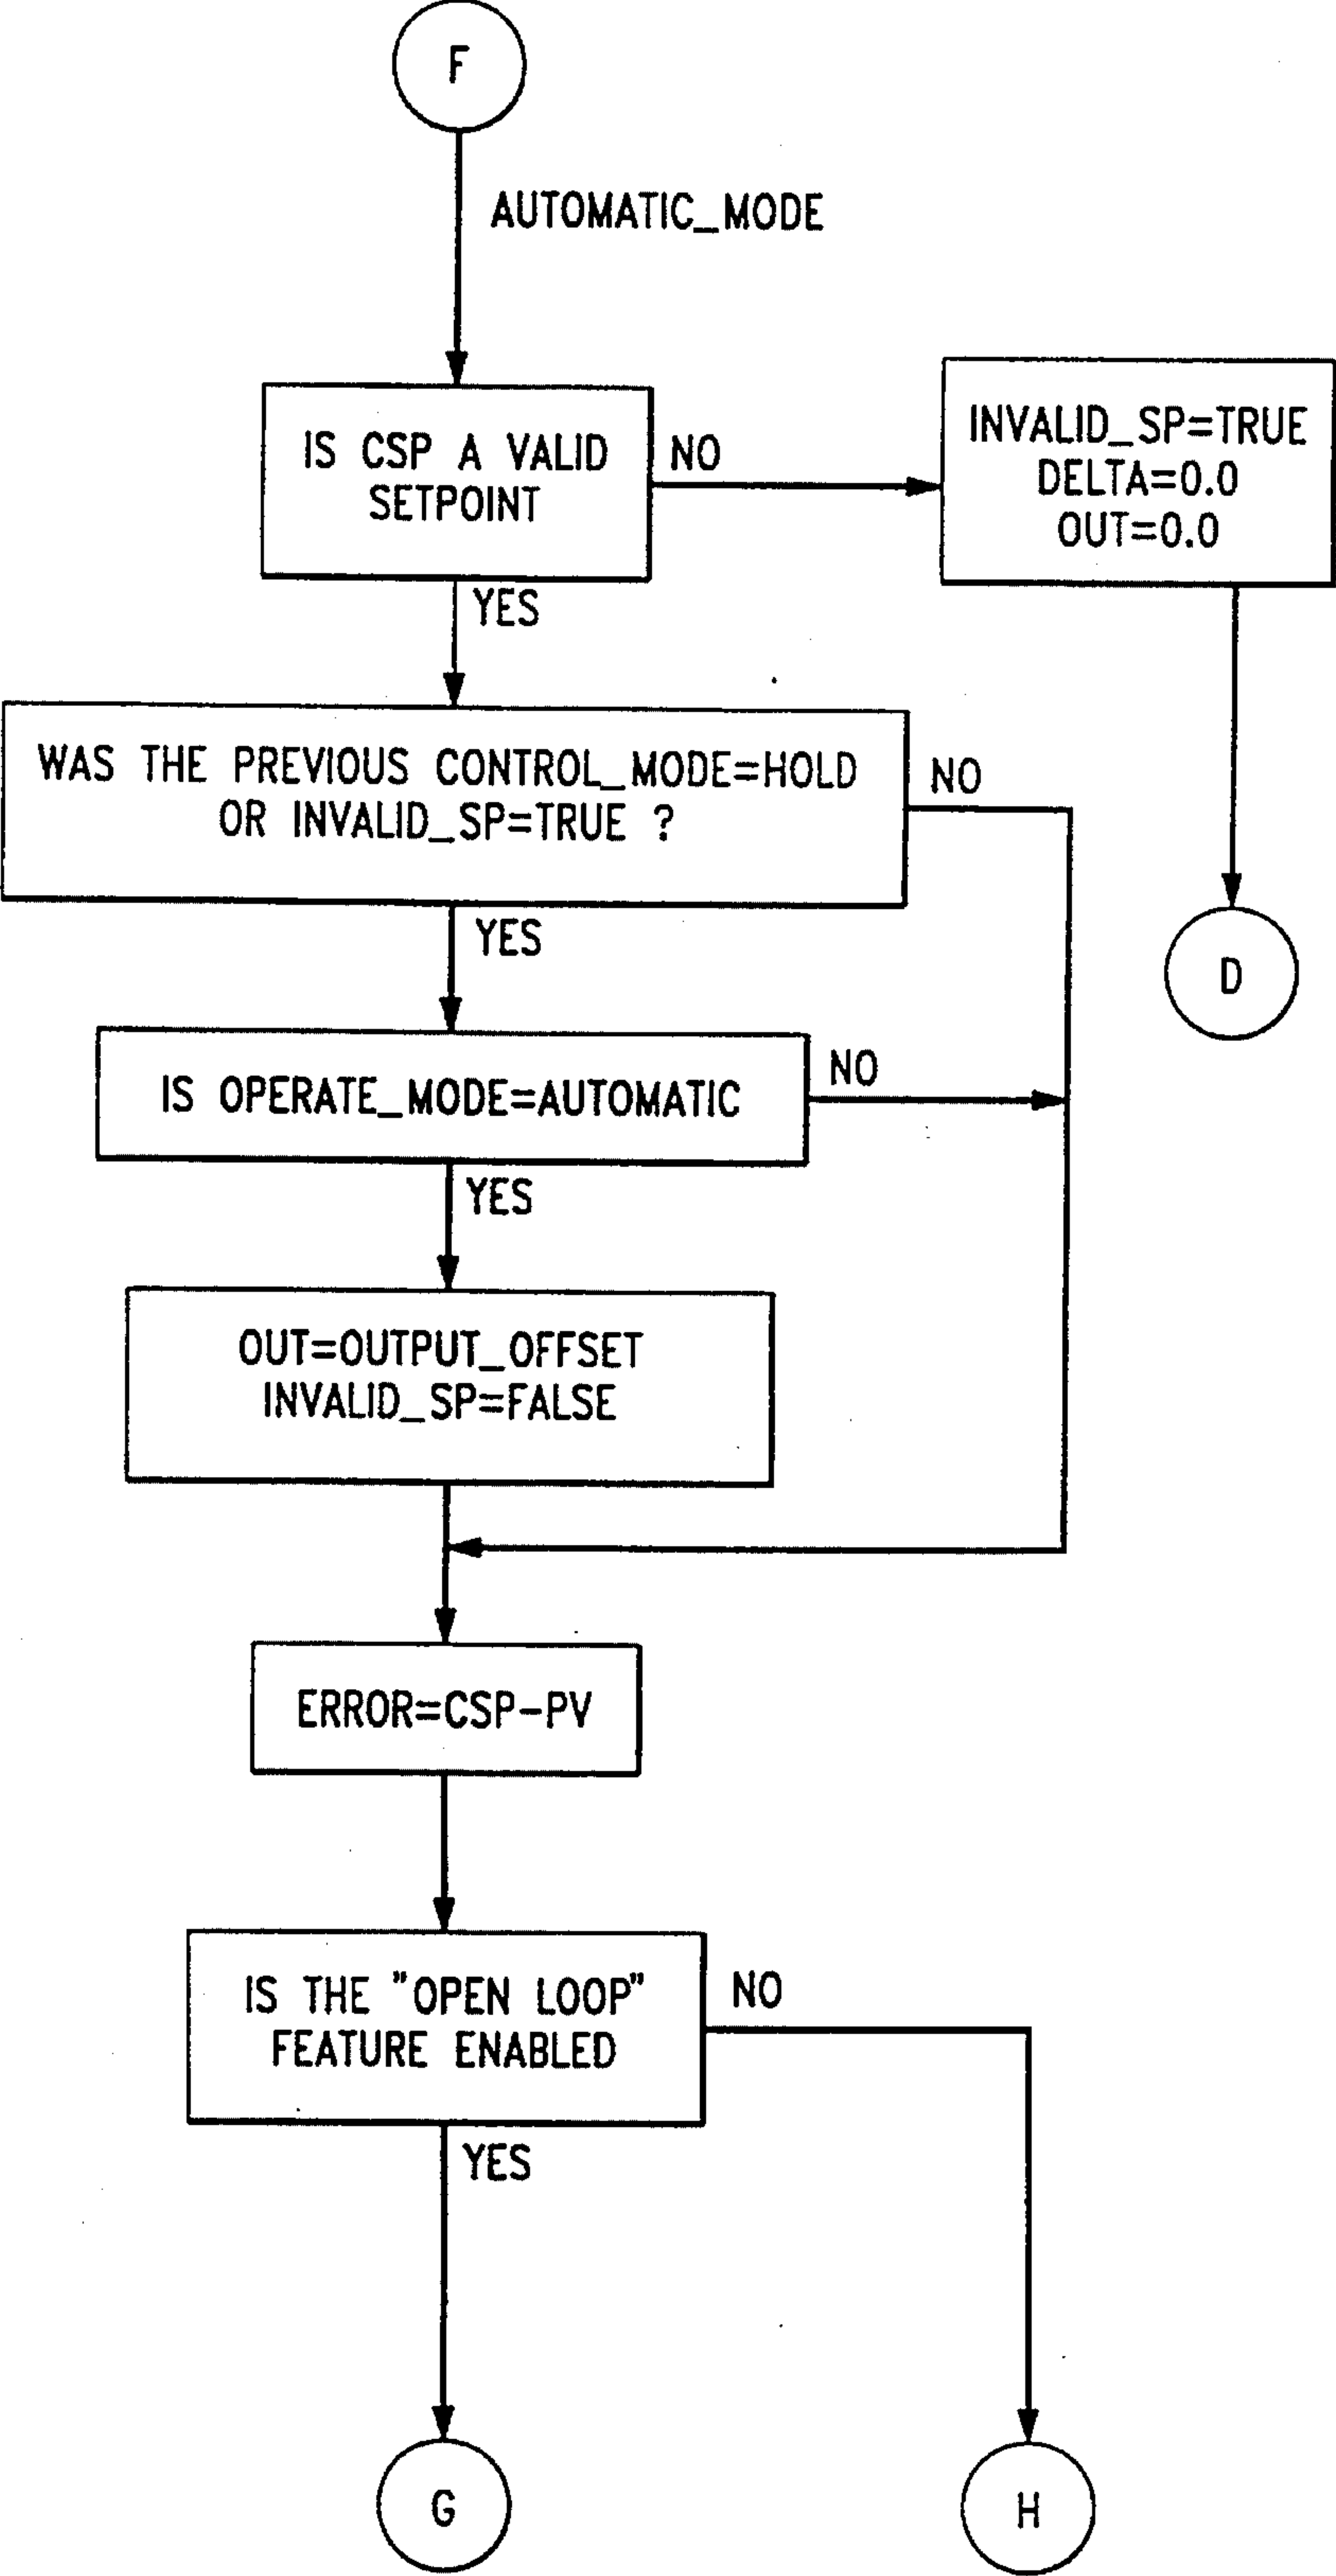 F
AUTOMATIC_MODE
IS CSP A VALID
SETPOINT
NO
INVALID_SP=TRUE
DELTA=0.0
OUT=0.0
YES
WAS THE PREVIOUS CONTROL_MODE=HOLD
OR INVALID_SP=TRUE ?
NO
YES
D
IS OPERATE_MODE=AUTOMATIC
NO
YES
OUT=OUTPUT_OFFSET
INVALID_SP=FALSE
ERROR=CSP-PV
IS THE "OPEN LOOP"
FEATURE ENABLED
NO
YES
G
H